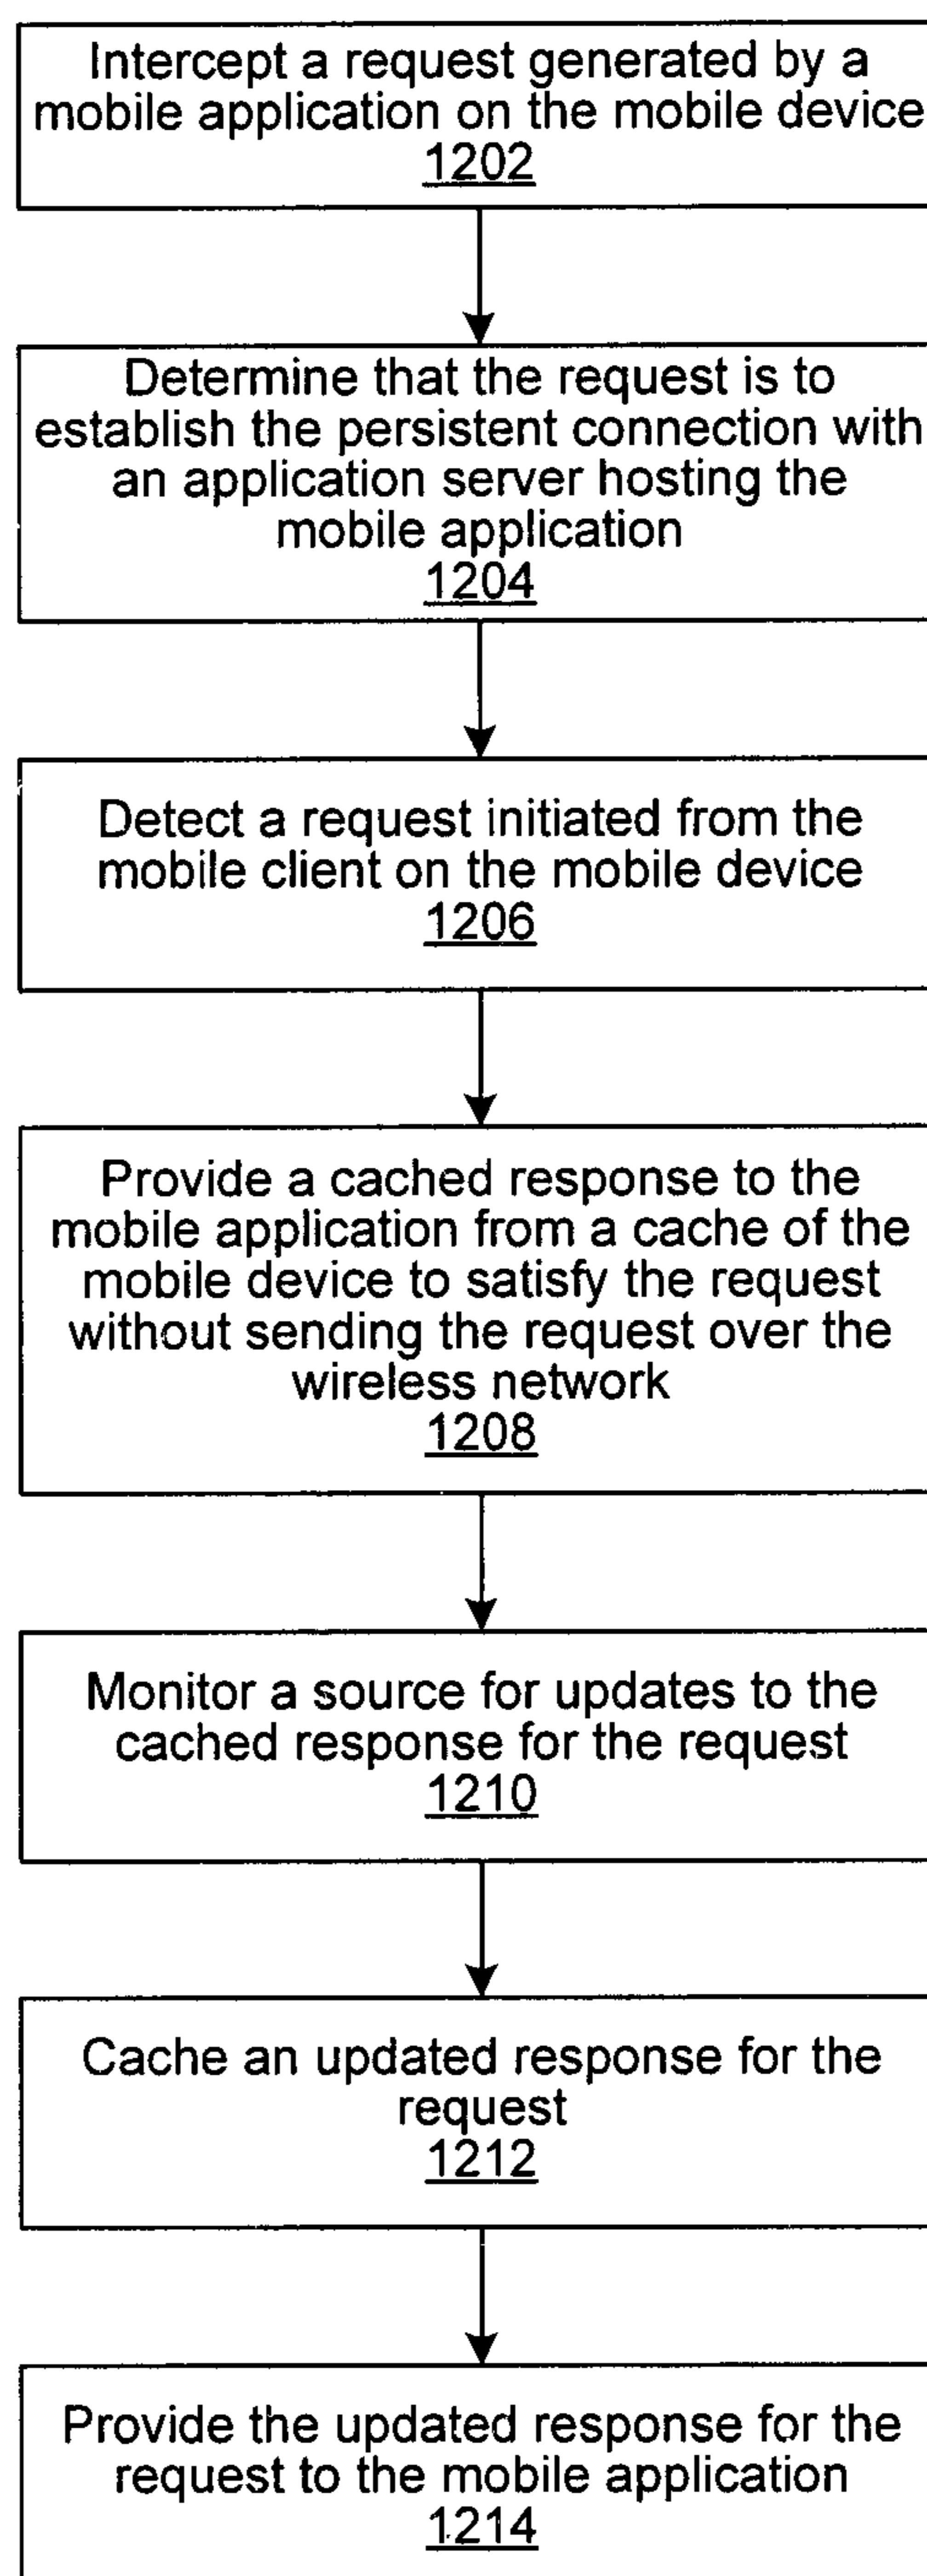 Intercept a request generated by a
mobile application on the mobile device
1202
Determine that the request is to
establish the persistent connection with
an application server hosting the
mobile application
1204
Detect a request initiated from the
mobile client on the mobile device
1206
Provide a cached response to the
mobile application from a cache of the
mobile device to satisfy the request
without sending the request over the
wireless network
1208
Monitor a source for updates to the
cached response for the request
1210
Cache an updated response for the
request
1212
Provide the updated response for the
request to the mobile application
1214